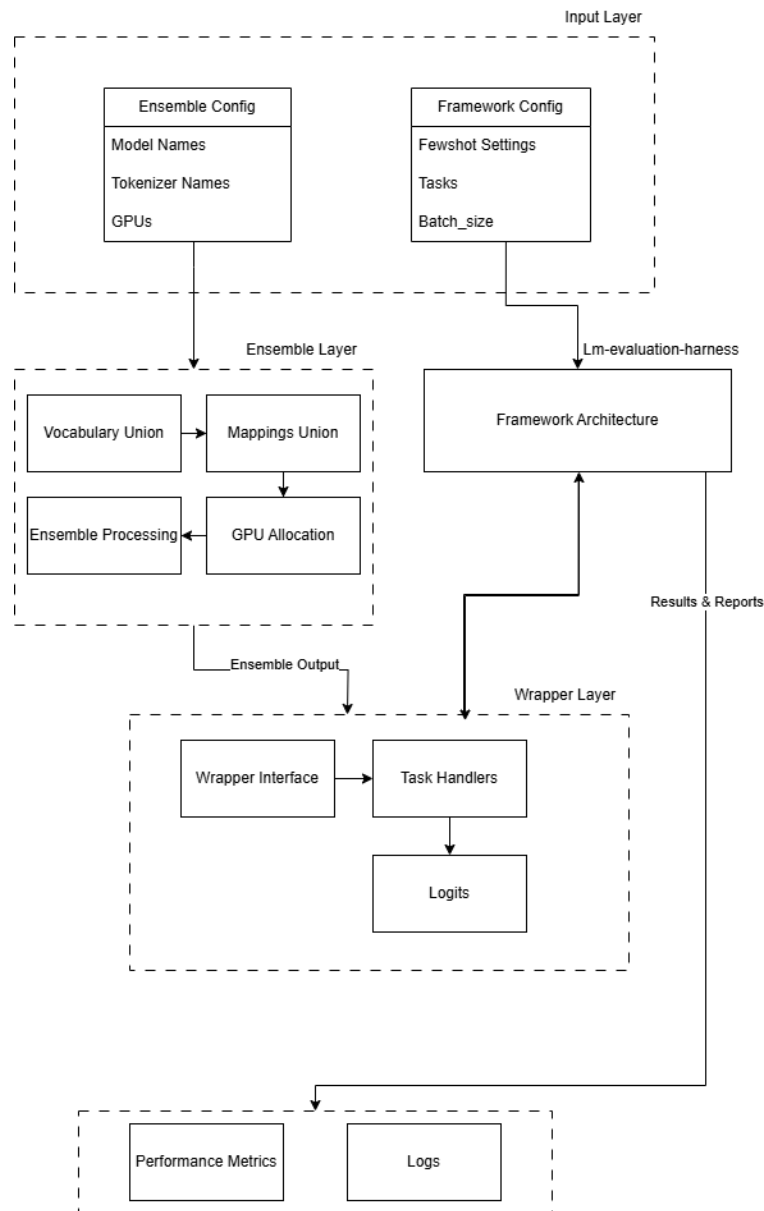 Input Layer
Ensemble Config
Model Names
Tokenizer Names
GPUs
Framework Config
Fewshot Settings
Tasks
Batch_size
Ensemble Layer
Vocabulary Union
Mappings Union
Ensemble Processing
GPU Allocation
Lm-evaluation-harness
Framework Architecture
Results & Reports
Ensemble Output
Wrapper Layer
Wrapper Interface
Task Handlers
Logits
Performance Metrics
Logs